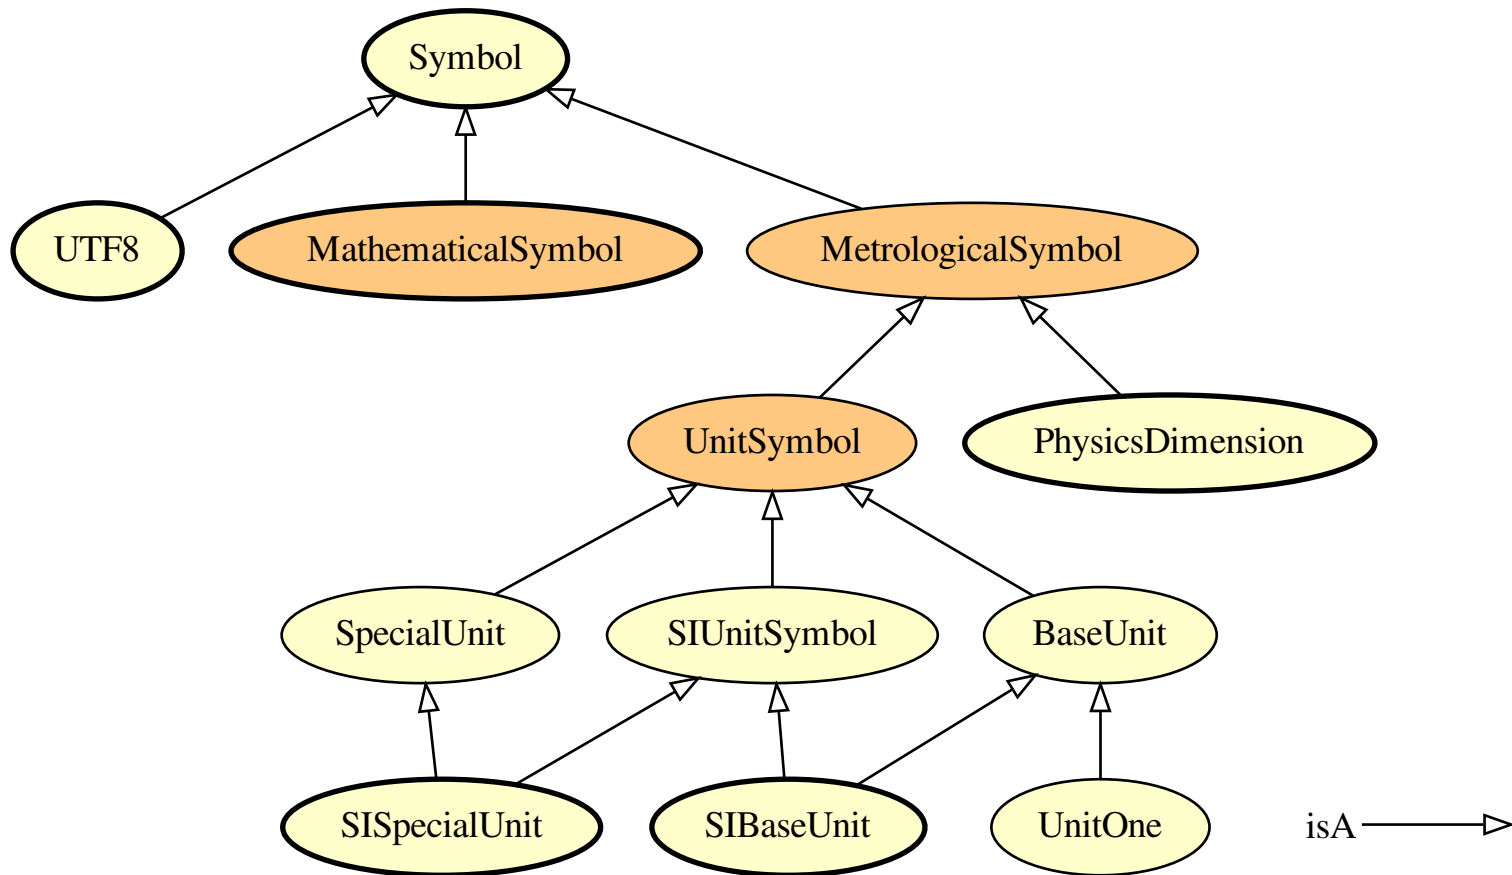 Symbol
UTF8
MathematicalSymbol
MetrologicalSymbol
UnitSymbol
PhysicsDimension
SpecialUnit
SIUnitSymbol
BaseUnit
SISpecialUnit
SIBaseUnit
UnitOne
isA